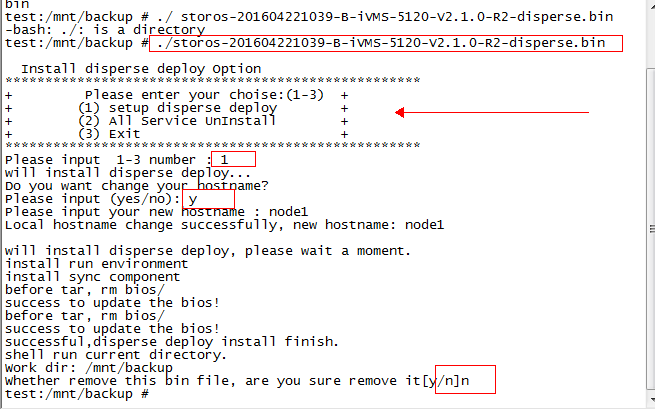 bin
test:/mnt/backup # ./ storos-201604221039-B-iVMS-5120-V2.1.0-R2-disperse.bin
-bash: ./: is a directory
test:/mnt/backup # ./storos-201604221039-B-iVMS-5120-V2.1.0-R2-disperse.bin
Install disperse deploy Option
****************************************************
+ Please enter your choise:(1-3) +
+ (1) setup disperse deploy +
+ (2) All Service UnInstall +
+ (3) Exit +
****************************************************
Please input 1-3 number : 1
will install disperse deploy...
Do you want change your hostname?
Please input (yes/no): y
Please input your new hostname : node1
Local hostname change successfully, new hostname: node1
will install disperse deploy, please wait a moment.
install run environment
install sync component
before tar, rm bios/
success to update the bios!
before tar, rm bios/
success to update the bios!
successful,disperse deploy install finish.
shell run current directory.
Work dir: /mnt/backup
Whether remove this bin file, are you sure remove it[y/n]n
test:/mnt/backup #